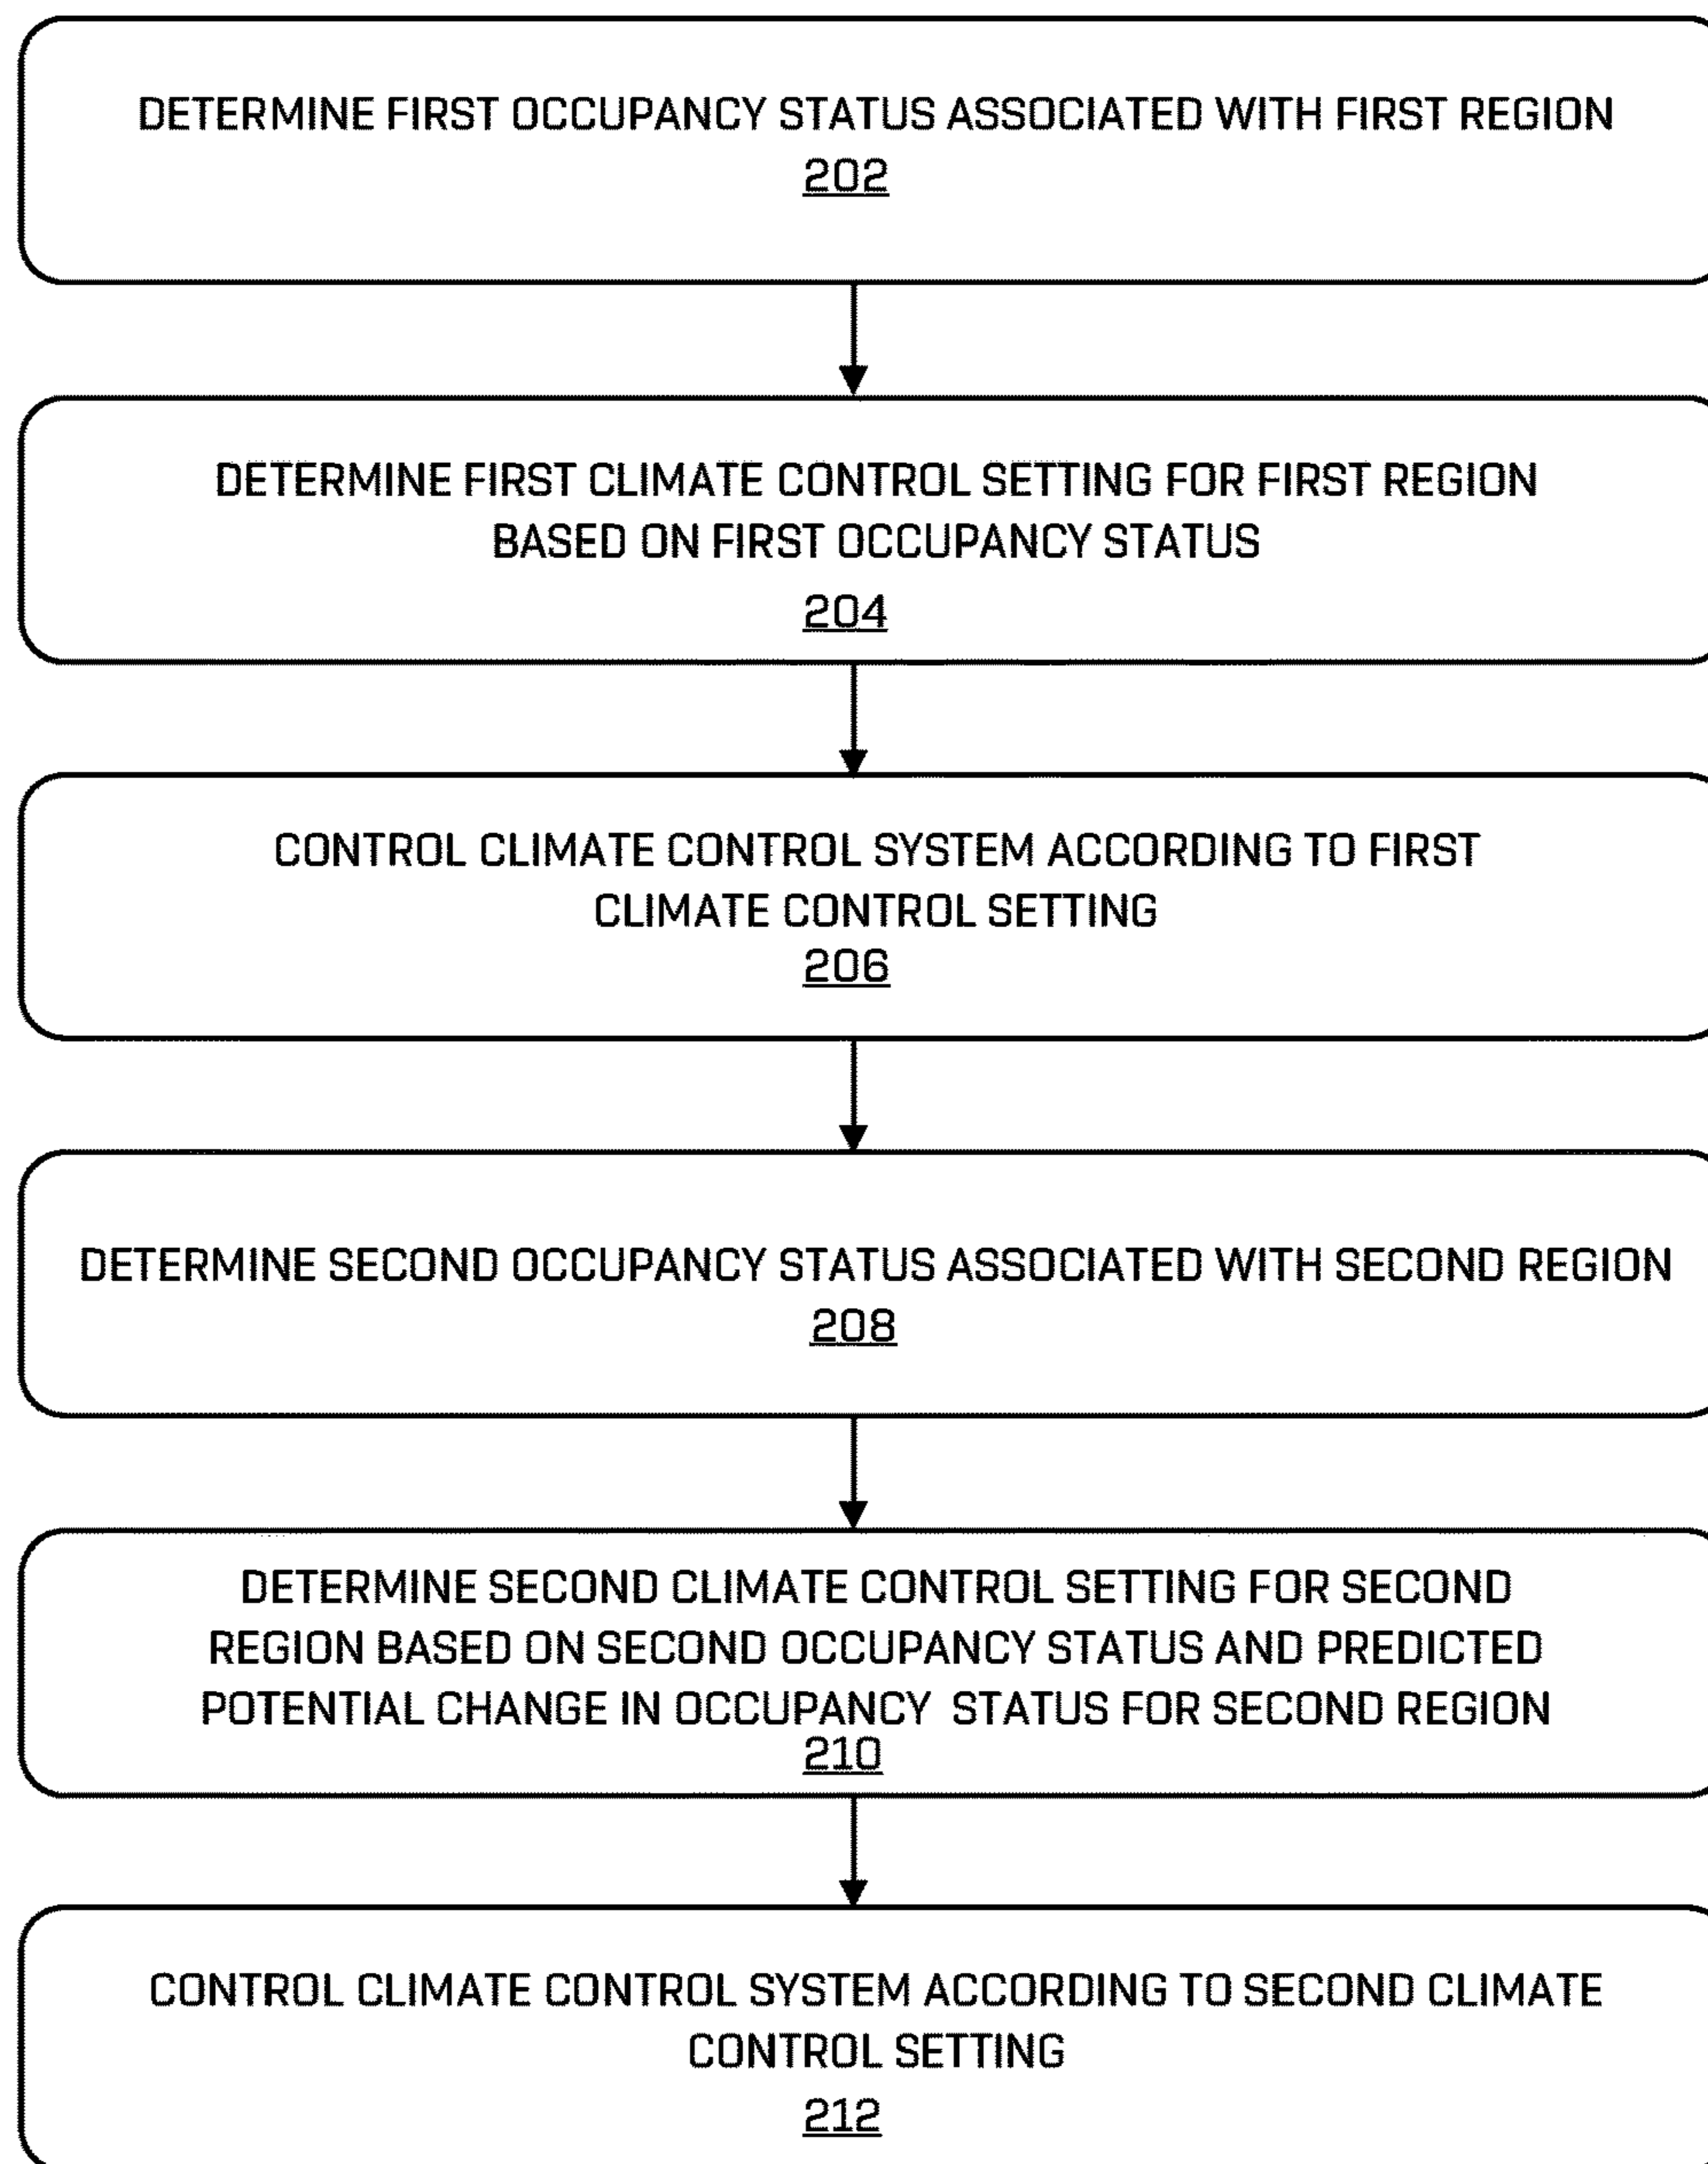 DETERMINE FIRST OCCUPANCY STATUS ASSOCIATED WITH FIRST REGION
202
DETERMINE FIRST CLIMATE CONTROL SETTING FOR FIRST REGION
BASED ON FIRST OCCUPANCY STATUS
204
CONTROL CLIMATE CONTROL SYSTEM ACCORDING TO FIRST
CLIMATE CONTROL SETTING
206
DETERMINE SECOND OCCUPANCY STATUS ASSOCIATED WITH SECOND REGION
208
DETERMINE SECOND CLIMATE CONTROL SETTING FOR SECOND
REGION BASED ON SECOND OCCUPANCY STATUS AND PREDICTED
POTENTIAL CHANGE IN OCCUPANCY STATUS FOR SECOND REGION
210
CONTROL CLIMATE CONTROL SYSTEM ACCORDING TO SECOND CLIMATE
CONTROL SETTING
212